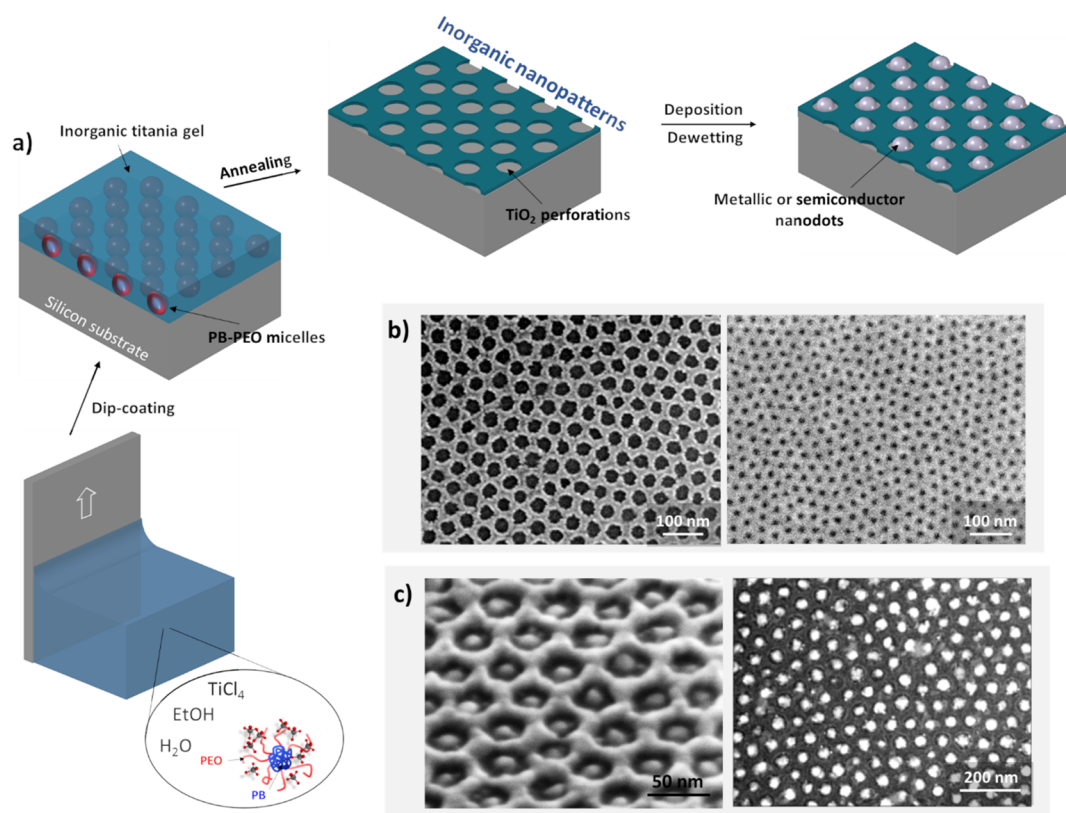 a)
Inorganic titania gel
Annealing
Inorganic nanopatterns
TiO₂ perforations
Deposition
Dewetting
Metallic or semiconductor
nanodots
Silicon substrate
PB-PEO micelles
Dip-coating
TiCl₄
EtOH
H₂O
PEO
PB
b)
100 nm
100 nm
c)
50 nm
200 nm